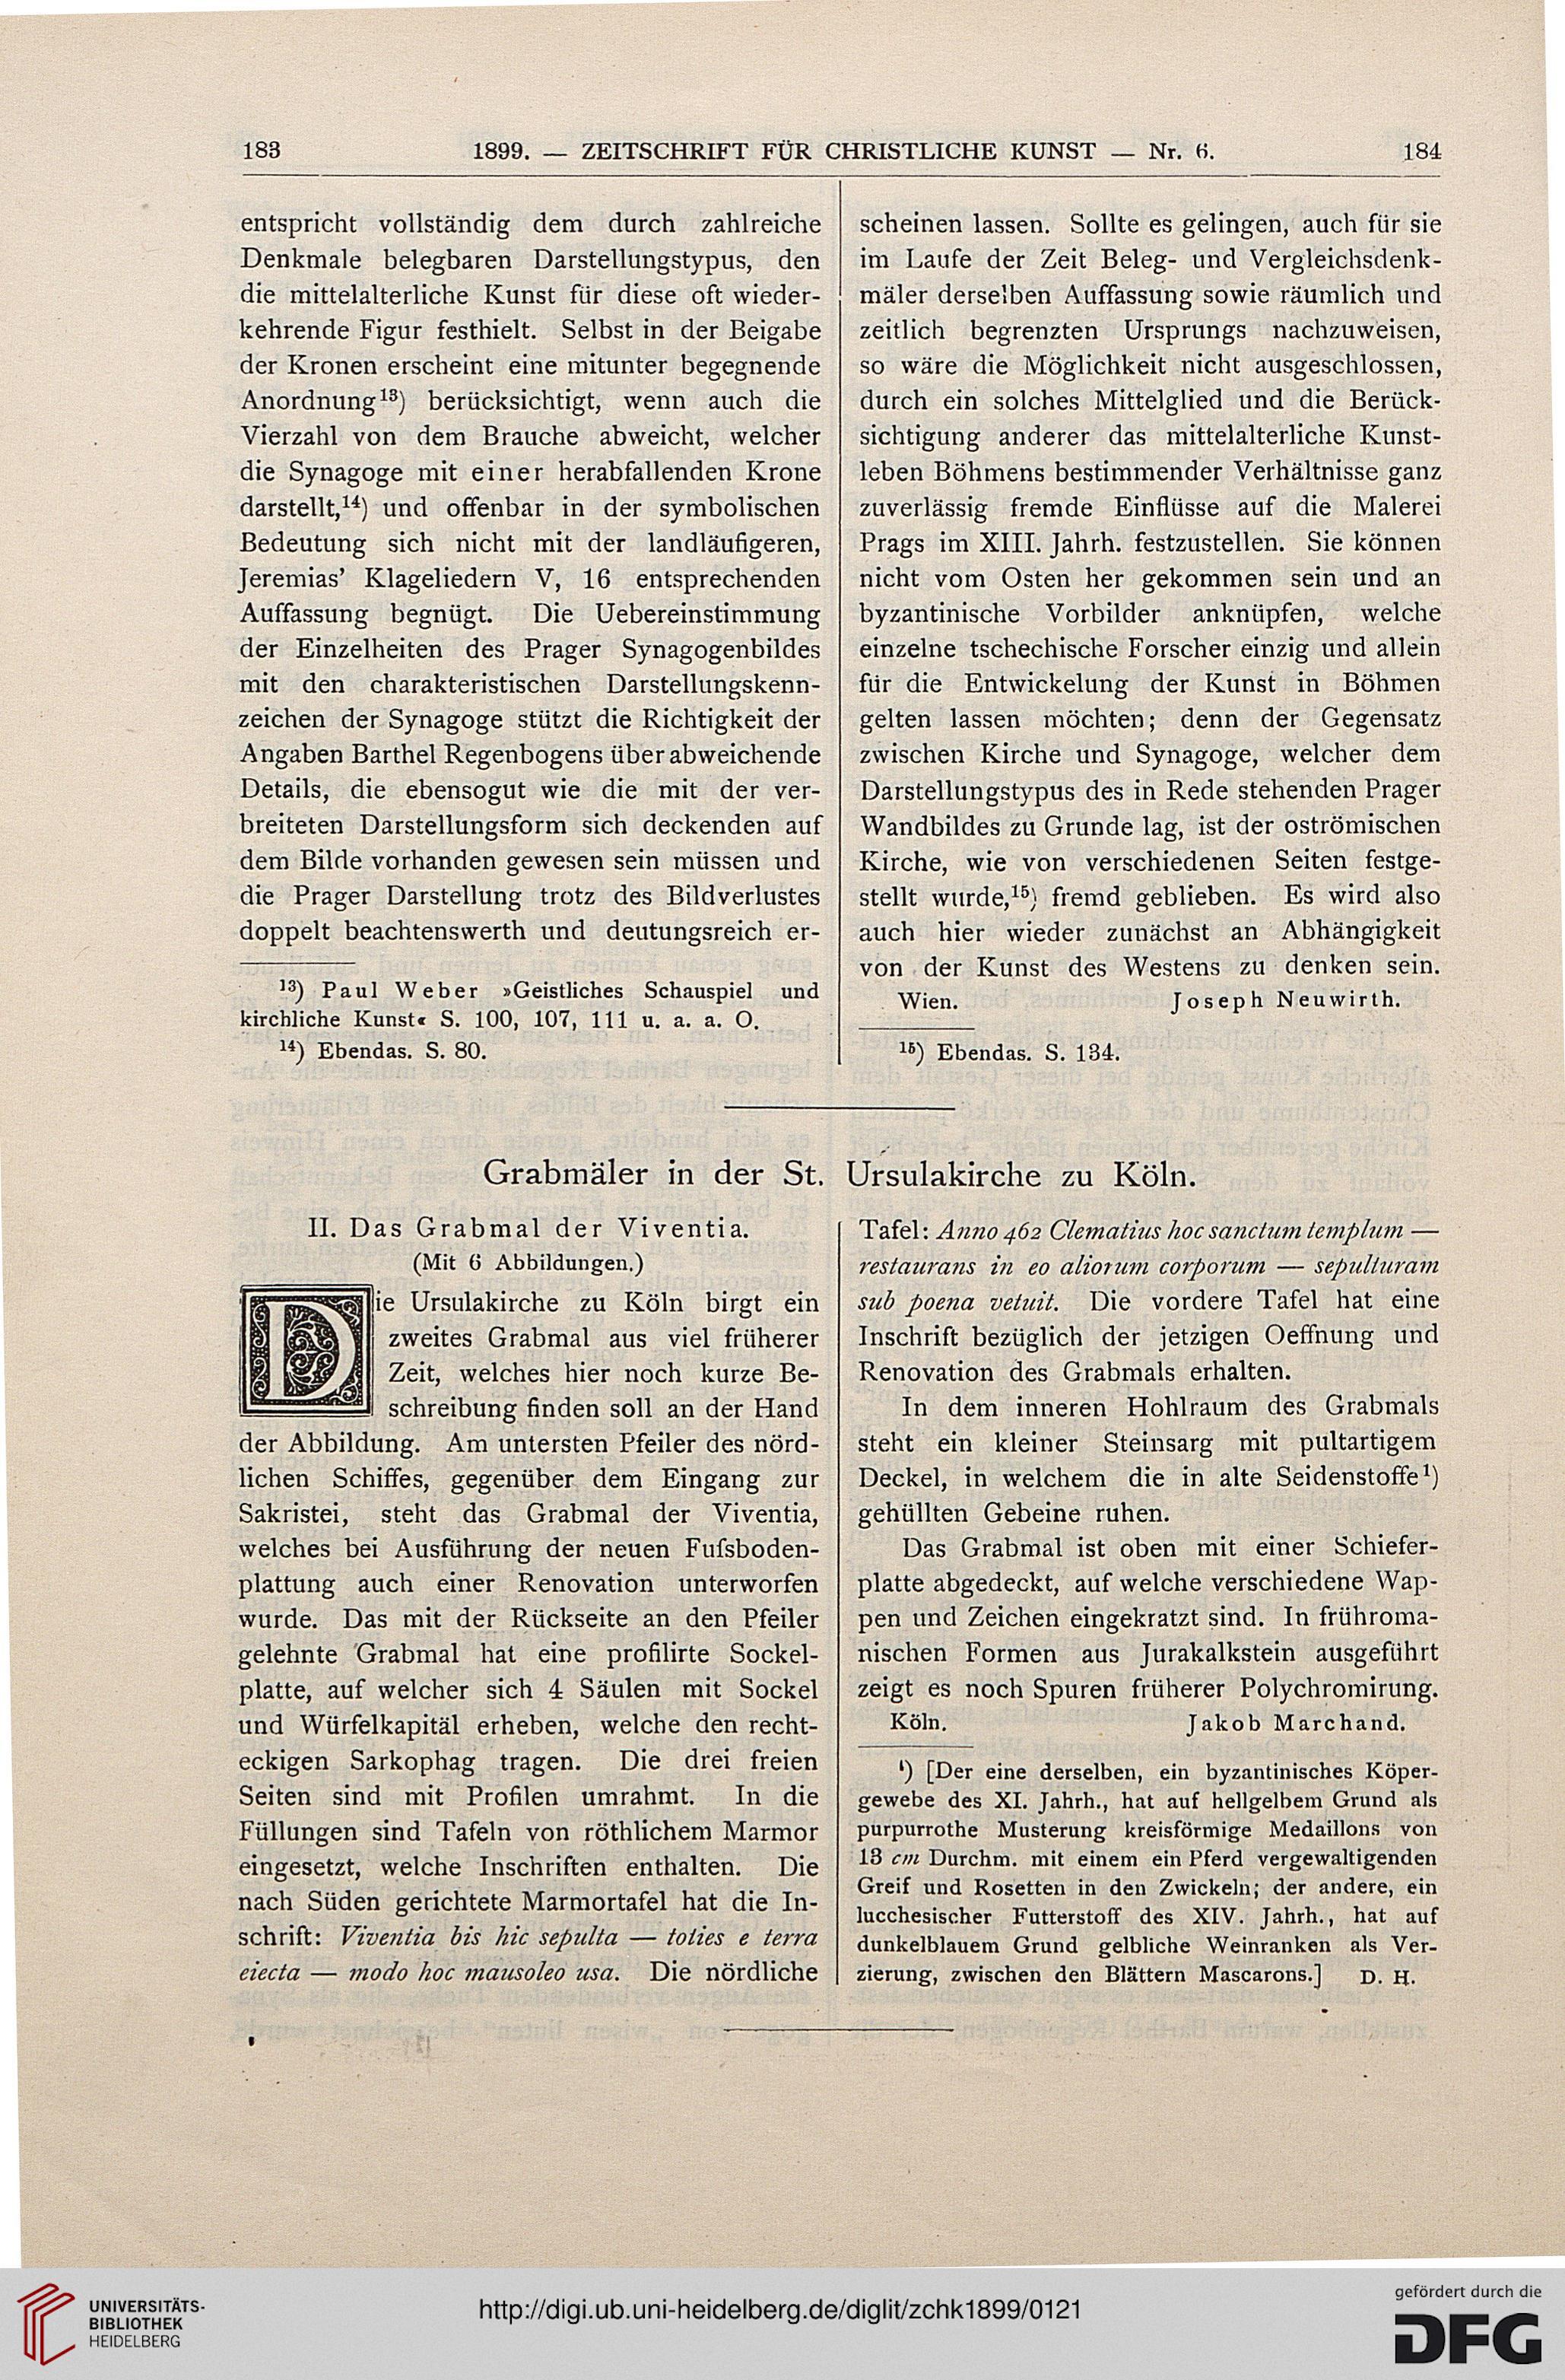 183 1899. — ZEITSCHRIFT FÜR CHRISTLICHE KUNST — Nr. 6. 184
entspricht vollständig dem durch zahlreiche
Denkmale belegbaren Darstellungstypus, den
die mittelalterliche Kunst für diese oft wieder-
kehrende Figur festhielt. Selbst in der Beigabe
der Kronen erscheint eine mitunter begegnende
Anordnung¹³) berücksichtigt, wenn auch die
Vierzahl von dem Brauche abweicht, welcher
die Synagoge mit einer herabfallenden Krone
darstellt,¹⁴) und offenbar in der symbolischen
Bedeutung sich nicht mit der landläufigeren,
Jeremias’ Klageliedern V, 16 entsprechenden
Auffassung begnügt. Die Uebereinstimmung
der Einzelheiten des Prager Synagogenbildes
mit den charakteristischen Darstellungskenn-
zeichen der Synagoge stützt die Richtigkeit der
Angaben Barthel Regenbogens über abweichende
Details, die ebensogut wie die mit der ver-
breiteten Darstellungsform sich deckenden auf
dem Bilde vorhanden gewesen sein müssen und
die Prager Darstellung trotz des Bildverlustes
doppelt beachtenswerth und deutungsreich er-
¹³) Paul Weber »Geistliches Schauspiel und
kirchliche Kunst« S. 100, 107, 111 u. a. a. O.
¹⁴) Ebendas. S. 80.
scheinen lassen. Sollte es gelingen, auch für sie
im Laufe der Zeit Beleg- und Vergleichsdenk-
mäler derselben Auffassung sowie räumlich und
zeitlich begrenzten Ursprungs nachzuweisen,
so wäre die Möglichkeit nicht ausgeschlossen,
durch ein solches Mittelglied und die Berück-
sichtigung anderer das mittelalterliche Kunst-
leben Böhmens bestimmender Verhältnisse ganz
zuverlässig fremde Einflüsse auf die Malerei
Prags im XIII. Jahrh. festzustellen. Sie können
nicht vom Osten her gekommen sein und an
byzantinische Vorbilder anknüpfen, welche
einzelne tschechische Forscher einzig und allein
für die Entwickelung der Kunst in Böhmen
gelten lassen möchten; denn der Gegensatz
zwischen Kirche und Synagoge, welcher dem
Darstellungstypus des in Rede stehenden Prager
Wandbildes zu Grunde lag, ist der oströmischen
Kirche, wie von verschiedenen Seiten festge-
stellt wurde,¹⁵) fremd geblieben. Es wird also
auch hier wieder zunächst an Abhängigkeit
von der Kunst des Westens zu denken sein.
Wien. Joseph Neuwirth.
¹⁵) Ebendas. S. 134.
Grabmäler in der St. Ursulakirche zu Köln.
II. Das Grabmal der Viventia.
(Mit 6 Abbildungen.)
Die Ursulakirche zu Köln birgt ein
zweites Grabmal aus viel früherer
Zeit, welches hier noch kurze Be-
schreibung finden soll an der Hand
der Abbildung. Am untersten Pfeiler des nörd-
lichen Schiffes, gegenüber dem Eingang zur
Sakristei, steht das Grabmal der Viventia,
welches bei Ausführung der neuen Fuſsboden-
plattung auch einer Renovation unterworfen
wurde. Das mit der Rückseite an den Pfeiler
gelehnte Grabmal hat eine profilirte Sockel-
platte, auf welcher sich 4 Säulen mit Sockel
und Würfelkapitäl erheben, welche den recht-
eckigen Sarkophag tragen. Die drei freien
Seiten sind mit Profilen umrahmt. In die
Füllungen sind Tafeln von röthlichem Marmor
eingesetzt, welche Inschriften enthalten. Die
nach Süden gerichtete Marmortafel hat die In-
schrift: Viventia bis hic sepulta — toties e terra
eiecta — modo hoc mausoleo usa. Die nördliche
Tafel: Anno 462 Clematius hoc sanctum templum —
restaurans in eo aliorum corporum — sepulturam
sub poena vetuit. Die vordere Tafel hat eine
Inschrift bezüglich der jetzigen Oeffnung und
Renovation des Grabmals erhalten.
In dem inneren Hohlraum des Grabmals
steht ein kleiner Steinsarg mit pultartigem
Deckel, in welchem die in alte Seidenstoffe¹)
gehüllten Gebeine ruhen.
Das Grabmal ist oben mit einer Schiefer-
platte abgedeckt, auf welche verschiedene Wap-
pen und Zeichen eingekratzt sind. In frühroma-
nischen Formen aus Jurakalkstein ausgeführt
zeigt es noch Spuren früherer Polychromirung.
Köln. Jakob Marchand.
¹) [Der eine derselben, ein byzantinisches Köper-
gewebe des XI. Jahrh., hat auf hellgelbem Grund als
purpurrothe Musterung kreisförmige Medaillons von
13 cm Durchm. mit einem ein Pferd vergewaltigenden
Greif und Rosetten in den Zwickeln; der andere, ein
lucchesischer Futterstoff des XIV. Jahrh., hat auf
dunkelblauem Grund gelbliche Weinranken als Ver-
zierung, zwischen den Blättern Mascarons.] D. H.
UNIVERSITÄTS-
BIBLIOTHEK
HEIDELBERG
http://digi.ub.uni-heidelberg.de/diglit/zchk1899/0121
gefördert durch die
DFG